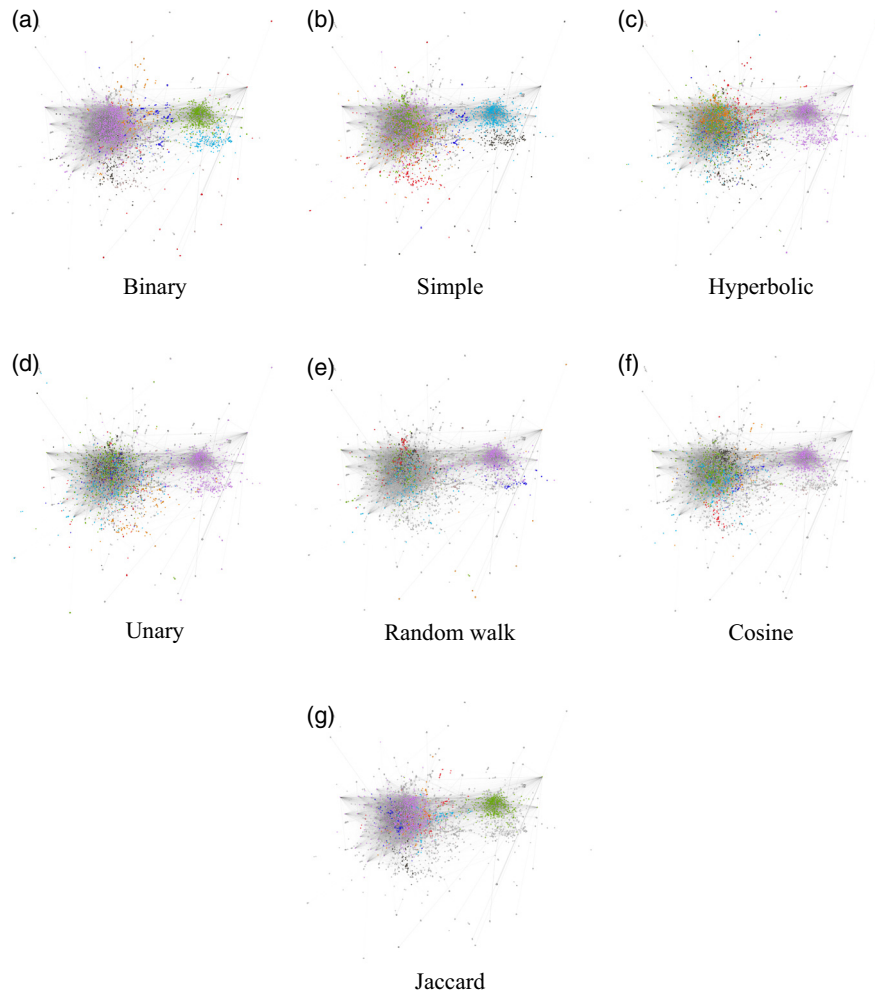 (a)
(b)
(c)
Binary
Simple
Hyperbolic
(d)
(e)
(f)
Unary
Random walk
Cosine
(g)
Jaccard